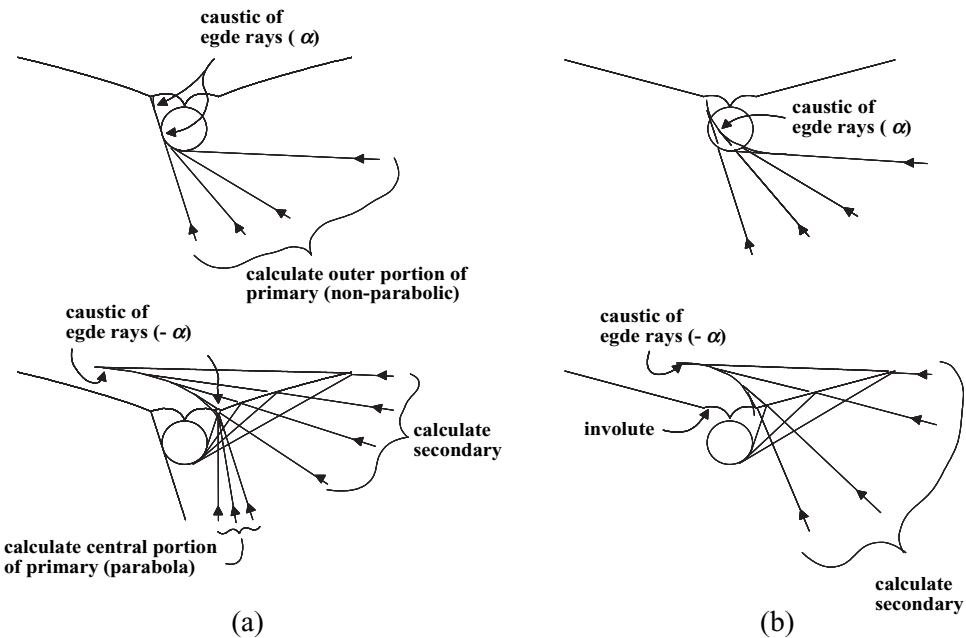 caustic of
egde rays ( α )
calculate outer portion of
primary (non-parabolic)
caustic of
egde rays (- α)
calculate
secondary
calculate central portion
of primary (parabola)
(a)
caustic of
egde rays ( α )
caustic of
egde rays (- α)
involute
calculate
secondary
(b)